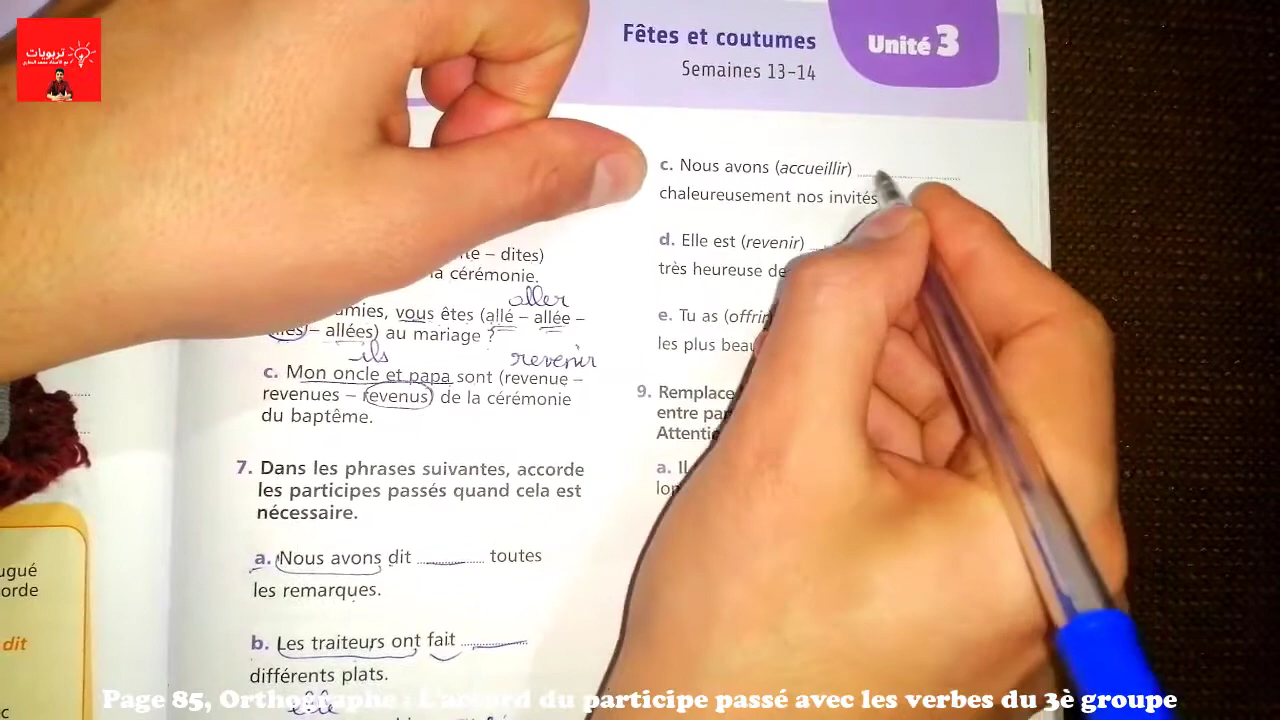 تربويات
Fêtes et coutumes
Unité 3
Semaines 13-14
– dites)
la cérémonie.
aller
amies, vous êtes (allé – allée –
– allées) au mariage ?
ils
revenir
c. Mon oncle et papa sont (revenue –
revenues – revenus) de la cérémonie
du baptême.
7. Dans les phrases suivantes, accorde
les participes passés quand cela est
nécessaire.
a. Nous avons dit ............ toutes
les remarques.
b. Les traiteurs ont fait ............
différents plats.
elle
c. Nous avons (accueillir) ............
chaleureusement nos invités
d. Elle est (revenir)
très heureuse de
e. Tu as (offrir)
les plus beau
9. Remplace
entre par
Attentio
a. Il
lon
ugué
orde
dit
Page 85, Orthographe : L'accord du participe passé avec les verbes du 3è groupe